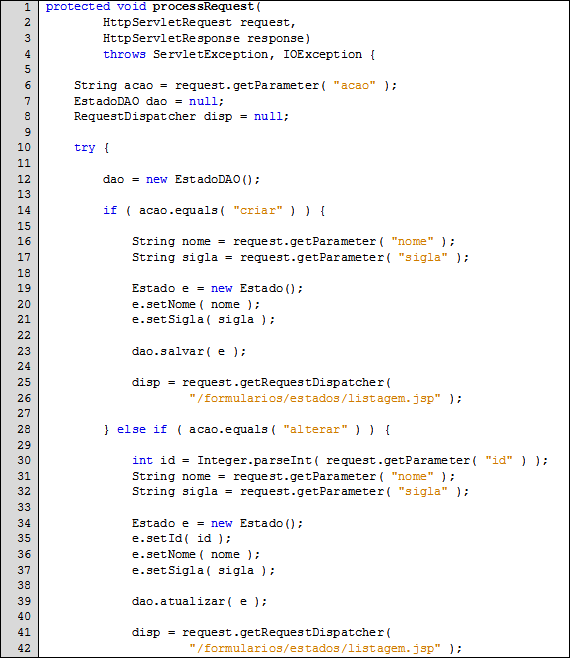 1 protected void processRequest(
2 HttpServletRequest request,
3 HttpServletResponse response)
4 throws ServletException, IOException {
5
6 String acao = request.getParameter( "acao" );
7 EstadoDAO dao = null;
8 RequestDispatcher disp = null;
9
10 try {
11
12 dao = new EstadoDAO();
13
14 if ( acao.equals( "criar" ) ) {
15
16 String nome = request.getParameter( "nome" );
17 String sigla = request.getParameter( "sigla" );
18
19 Estado e = new Estado();
20 e.setNome( nome );
21 e.setSigla( sigla );
22
23 dao.salvar( e );
24
25 disp = request.getRequestDispatcher(
26 "/formularios/estados/listagem.jsp" );
27
28 } else if ( acao.equals( "alterar" ) ) {
29
30 int id = Integer.parseInt( request.getParameter( "id" ) );
31 String nome = request.getParameter( "nome" );
32 String sigla = request.getParameter( "sigla" );
33
34 Estado e = new Estado();
35 e.setId( id );
36 e.setNome( nome );
37 e.setSigla( sigla );
38
39 dao.atualizar( e );
40
41 disp = request.getRequestDispatcher(
42 "/formularios/estados/listagem.jsp" );